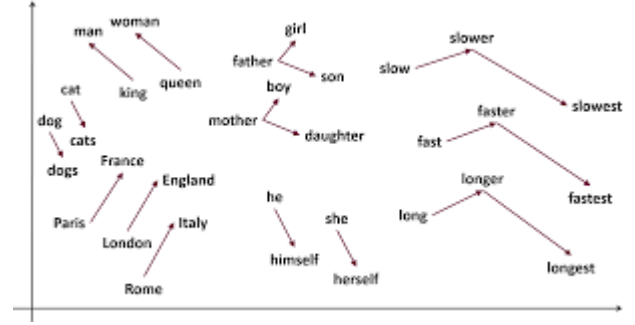 man
woman
king
queen
cat
cats
dog
dogs
France
Paris
England
London
Italy
Rome
girl
father
son
boy
mother
daughter
he
himself
she
herself
slow
slower
slowest
fast
faster
fastest
long
longer
longest